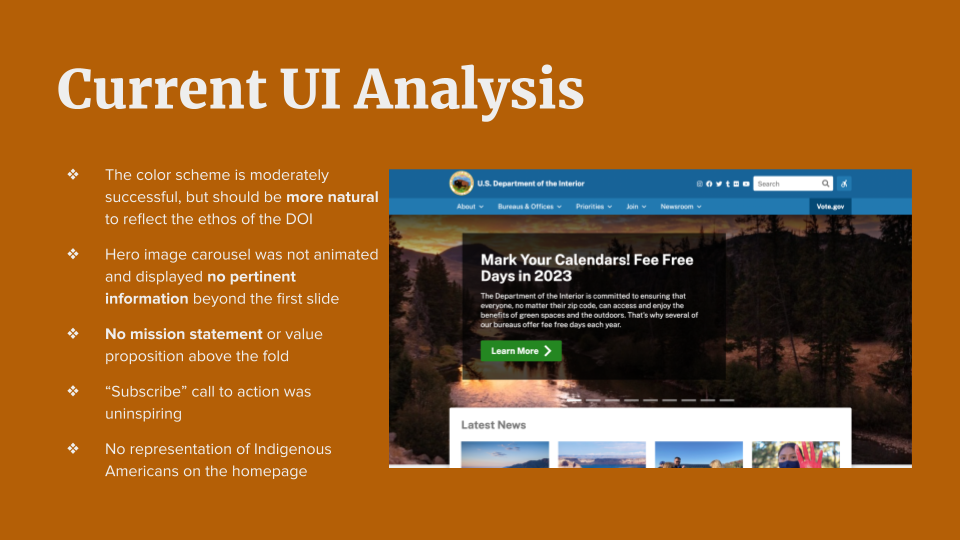 Current UI Analysis
❖ The color scheme is moderately
successful, but should be more natural
to reflect the ethos of the DOI
❖ Hero image carousel was not animated
and displayed no pertinent
information beyond the first slide
❖ No mission statement or value
proposition above the fold
❖ “Subscribe” call to action was
uninspiring
❖ No representation of Indigenous
Americans on the homepage
U.S. Department of the Interior
Search
About
Bureaus & Offices
Priorities
Join
Newsroom
Vote.gov
Mark Your Calendars! Fee Free
Days in 2023
The Department of the Interior is committed to ensuring that
everyone, no matter their zip code, can access and enjoy the
benefits of green spaces and the outdoors. That's why several of
our bureaus offer fee free days each year.
Learn More
Latest News